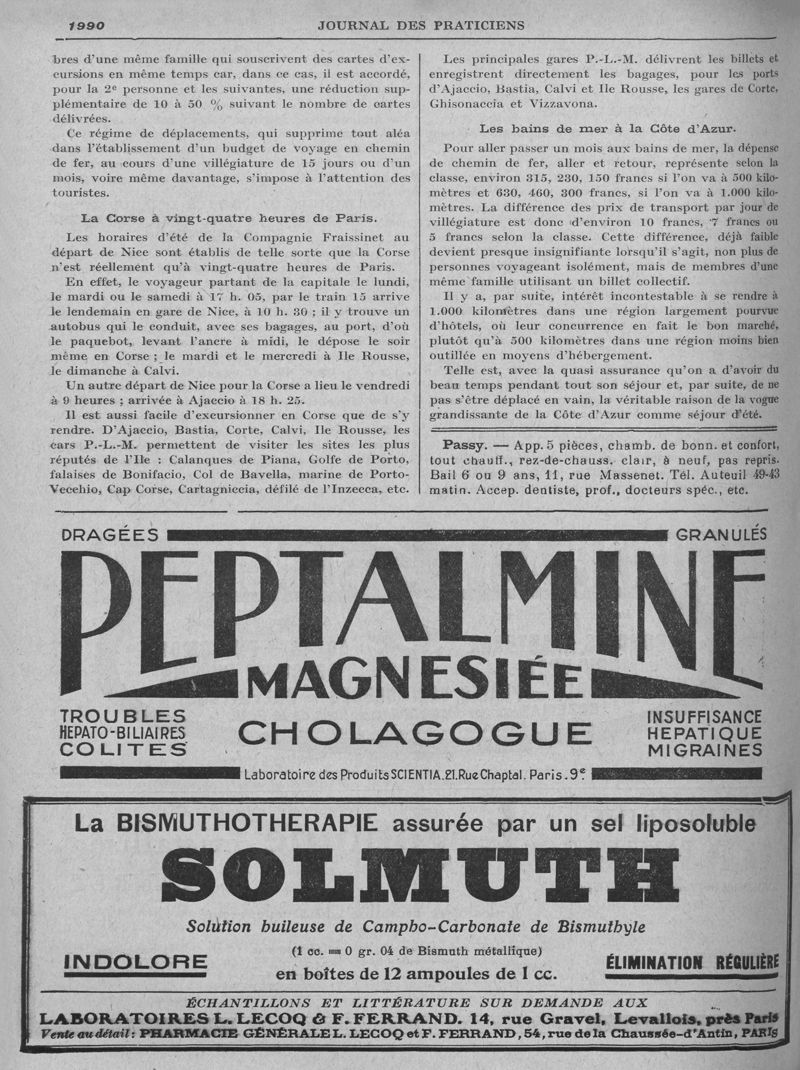 1990
JOURNAL DES PRATICIENS
bres d'une même famille qui souscrivent des cartes d'ex-
cursions en même temps car, dans ce cas, il est accordé,
pour la 2e personne et les suivantes, une réduction sup-
plémentaire de 10 à 50 % suivant le nombre de cartes
délivrées.
Ce régime de déplacements, qui supprime tout aléa
dans l'établissement d'un budget de voyage en chemin
de fer, au cours d'une villégiature de 15 jours ou d'un
mois, voire même davantage, s'impose à l'attention des
touristes.
La Corse à vingt-quatre heures de Paris.
Les horaires d'été de la Compagnie Fraissinet au
départ de Nice sont établis de telle sorte que la Corse
n'est réellement qu'à vingt-quatre heures de Paris.
En effet, le voyageur partant de la capitale le lundi,
le mardi ou le samedi à 17 h. 05, par le train 15 arrive
le lendemain en gare de Nice, à 10 h. 30 ; il y trouve un
autobus qui le conduit, avec ses bagages, au port, d'où
le paquebot, levant l'ancre à midi, le dépose le soir
même en Corse ; le mardi et le mercredi à Ile Rousse,
le dimanche à Calvi.
Un autre départ de Nice pour la Corse a lieu le vendredi
à 9 heures ; arrivée à Ajaccio à 18 h. 25.
Il est aussi facile d'excursionner en Corse que de s'y
rendre. D'Ajaccio, Bastia, Corte, Calvi, Ile Rousse, les
cars P.-L.-M. permettent de visiter les sites les plus
réputés de l'Ile : Calanques de Piana, Golfe de Porto,
falaises de Bonifacio, Col de Bavella, marine de Porto-
Vecchio, Cap Corse, Cartagniccia, défilé de l'Inzecca, etc.
Les principales gares P.-L.-M. délivrent les billets et
enregistrent directement les bagages, pour les ports
d'Ajaccio, Bastia, Calvi et Ile Rousse, les gares de Corte,
Ghisonaccia et Vizzavona.
Les bains de mer à la Côte d'Azur.
Pour aller passer un mois aux bains de mer, la dépense
de chemin de fer, aller et retour, représente selon la
classe, environ 315, 230, 150 francs si l'on va à 500 kilo-
mètres et 630, 460, 300 francs, si l'on va à 1.000 kilo-
mètres. La différence des prix de transport par jour de
villégiature est donc d'environ 10 francs, 7 francs ou
5 francs selon la classe. Cette différence, déjà faible
devient presque insignifiante lorsqu'il s'agit, non plus de
personnes voyageant isolément, mais de membres d'une
même famille utilisant un billet collectif.
Il y a, par suite, intérêt incontestable à se rendre à
1.000 kilomètres dans une région largement pourvue
d'hôtels, où leur concurrence en fait le bon marché,
plutôt qu'à 500 kilomètres dans une région moins bien
outillée en moyens d'hébergement.
Telle est, avec la quasi assurance qu'on a d'avoir du
beau temps pendant tout son séjour et, par suite, de ne
pas s'être déplacé en vain, la véritable raison de la vogue
grandissante de la Côte d'Azur comme séjour d'été.
Passy. — App. 5 pièces, chamb. de bonn. et confort,
tout chauff., rez-de-chauss. clair, à neuf, pas repris.
Bail 6 ou 9 ans, 11, rue Massenet. Tél. Auteuil 49-43
matin. Accep. dentiste, prof., docteurs spéc., etc.
DRAGÉES
GRANULÉS
PEPTALMINE
MAGNESIÉE
TROUBLES
HEPATO-BILIAIRES
COLITES
CHOLAGOGUE
INSUFFISANCE
HEPATIQUE
MIGRAINES
Laboratoire des Produits SCIENTIA. 21. Rue Chaptal. Paris. 9e.
La BISMUTHOTHERAPIE assurée par un sel liposoluble
SOLMUTH
Solution huileuse de Campho-Carbonate de Bismuthyle
(1 cc. = 0 gr. 04 de Bismuth métallique)
INDOLORE
en boîtes de 12 ampoules de 1 cc.
ÉLIMINATION RÉGULIÈRE
ÉCHANTILLONS ET LITTÉRATURE SUR DEMANDE AUX
LABORATOIRES L. LECOQ & F. FERRAND. 14, rue Gravel, Levallois, près Paris
Vente au détail : PHARMACIE GÉNÉRALE L. LECOQ et F. FERRAND, 54, rue de la Chaussée-d'Antin, PARIS